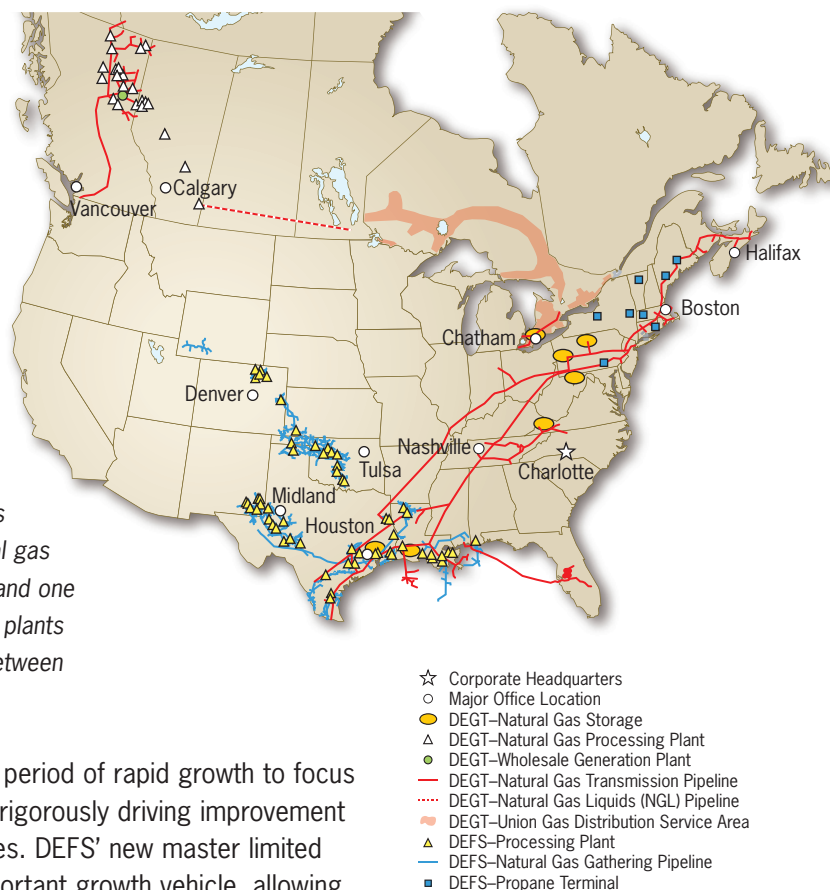 Calgary
Vancouver
Halifax
Boston
Chatham
Denver
Nashville
Tulsa
Charlotte
Midland
Houston
s
l gas
and one
plants
etween
Corporate Headquarters
Major Office Location
DEGT–Natural Gas Storage
DEGT–Natural Gas Processing Plant
DEGT–Wholesale Generation Plant
DEGT–Natural Gas Transmission Pipeline
DEGT–Natural Gas Liquids (NGL) Pipeline
DEGT–Union Gas Distribution Service Area
DEFS–Processing Plant
DEFS–Natural Gas Gathering Pipeline
DEFS–Propane Terminal
period of rapid growth to focus
rigorously driving improvement
es. DEFS’ new master limited
ortant growth vehicle, allowing